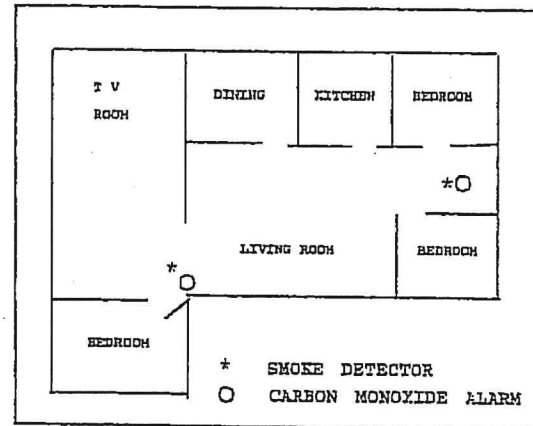 T V
ROOM
DINING
KITCHEN
BEDROOM
*
LIVING ROOM
BEDROOM
*
BEDROOM
* SMOKE DETECTOR
CARBON MONOXIDE ALARM